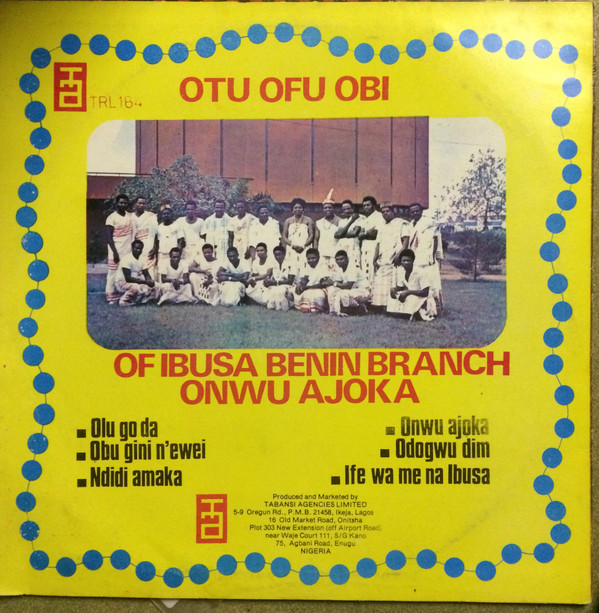 TRL 184
OTU OFU OBI
OF IBUSA BENIN BRANCH
ONWU AJOKA
Olu go da
Obu gini n'ewei
Ndidi amaka
Onwu ajoka
Odogwu dim
Ife wa me na Ibusa
Produced and Marketed by
TABANSI AGENCIES LIMITED
5-9 Oregun Rd., P.M.B. 21458, Ikeja, Lagos
16 Old Market Road, Onitsha
Plot 303 New Extension (off Airport Road)
near Waje Court 111, S/G Kano
75, Agbani Road, Enugu
NIGERIA